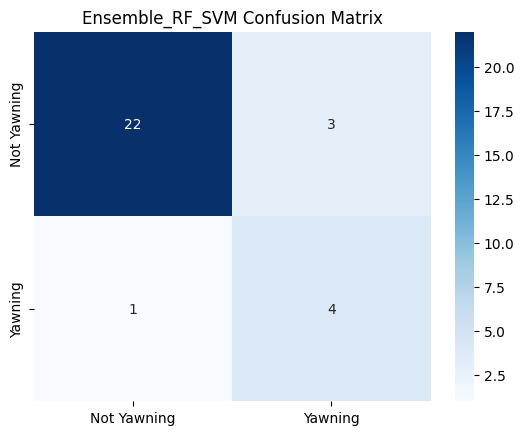 Ensemble_RF_SVM Confusion Matrix
Not Yawning
22
3
Yawning
1
4
Not Yawning
Yawning
20.0
17.5
15.0
12.5
10.0
7.5
5.0
2.5